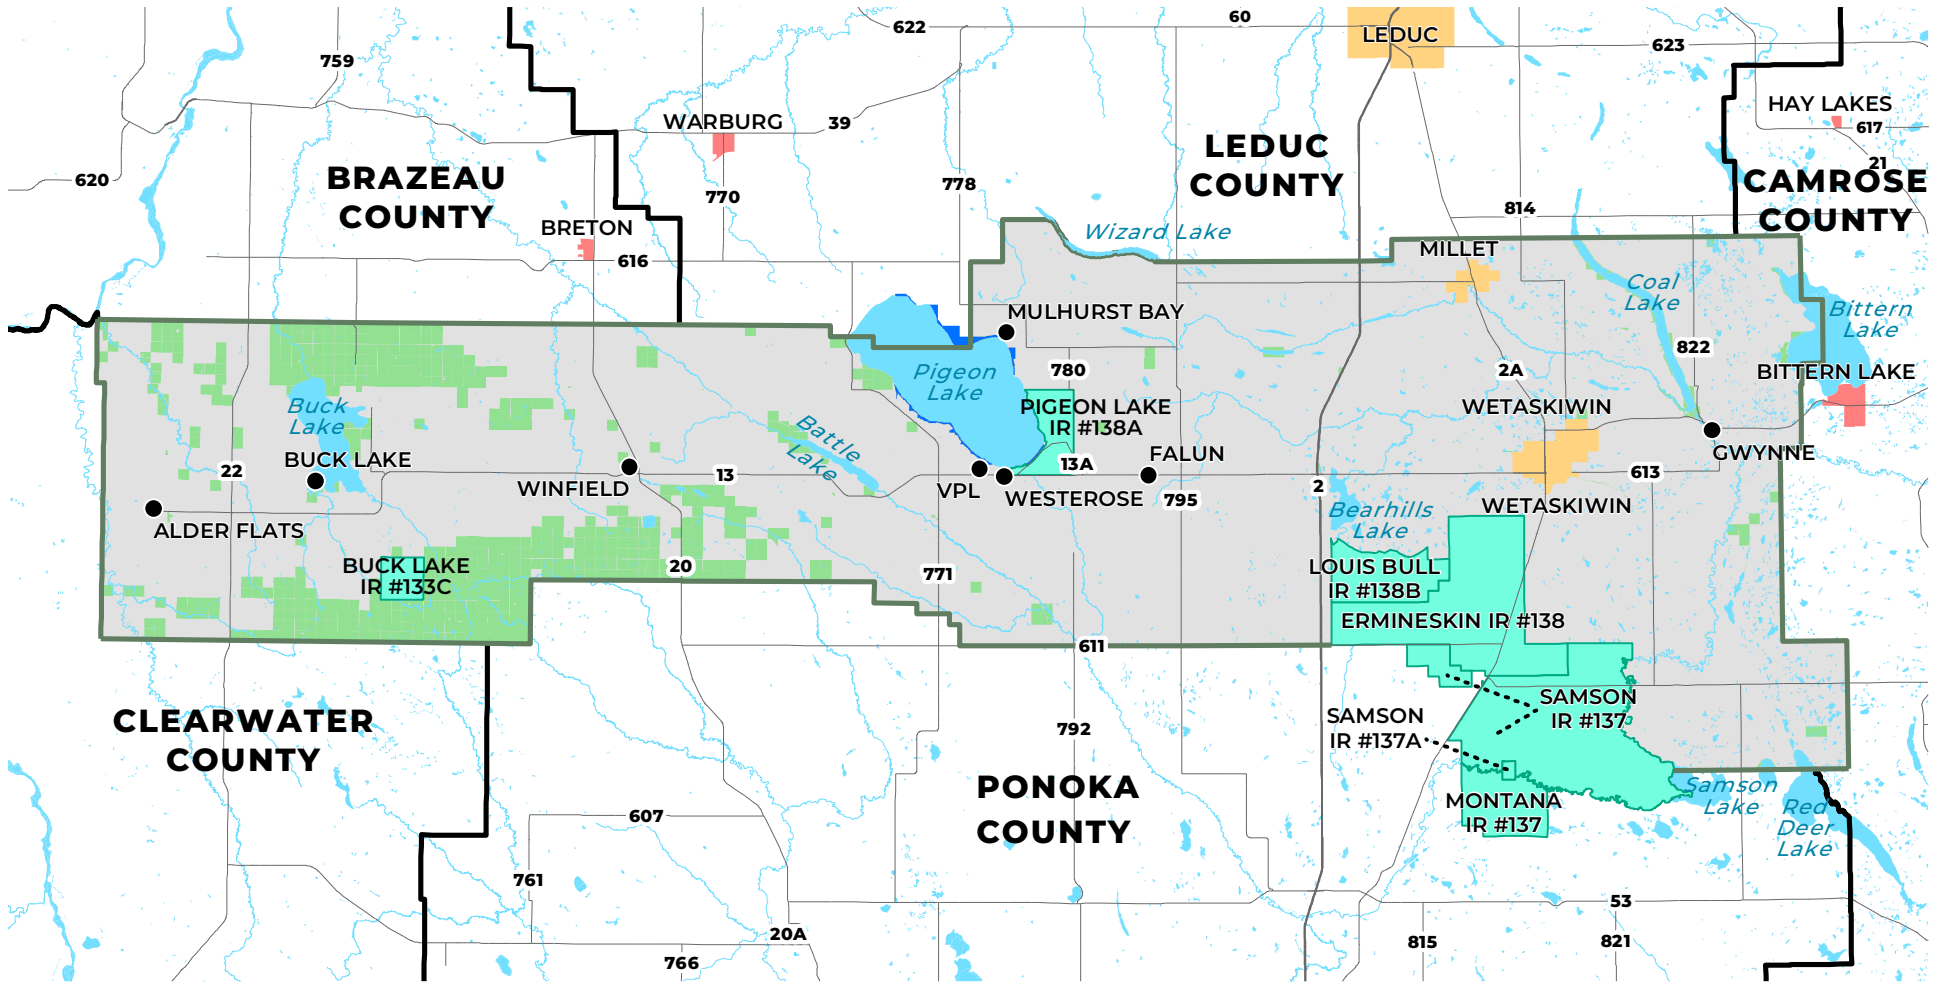 622
60
LEDUC
623
759
HAY LAKES
617
WARBURG
39
21
LEDUC
COUNTY
BRAZEAU
COUNTY
620
770
778
CAMROSE
COUNTY
814
BRETON
616
Wizard Lake
MILLET
Coal
Lake
Bittern
Lake
MULHURST BAY
822
780
2A
BITTERN LAKE
Pigeon
Lake
Buck
Lake
PIGEON LAKE
IR #138A
WETASKIWIN
Battle
Lake
BUCK LAKE
22
13
13A
FALUN
GWYNNE
613
WINFIELD
VPL
WESTEROSE
795
2
WETASKIWIN
Bearhills
Lake
ALDER FLATS
BUCK LAKE
IR #133C
20
771
LOUIS BULL
IR #138B
ERMINESKIN IR #138
611
SAMSON
IR #137
SAMSON
IR #137A
CLEARWATER
COUNTY
792
PONOKA
COUNTY
MONTANA
IR #137
Samson
Lake
Red
Deer
Lake
607
761
53
20A
815
821
766